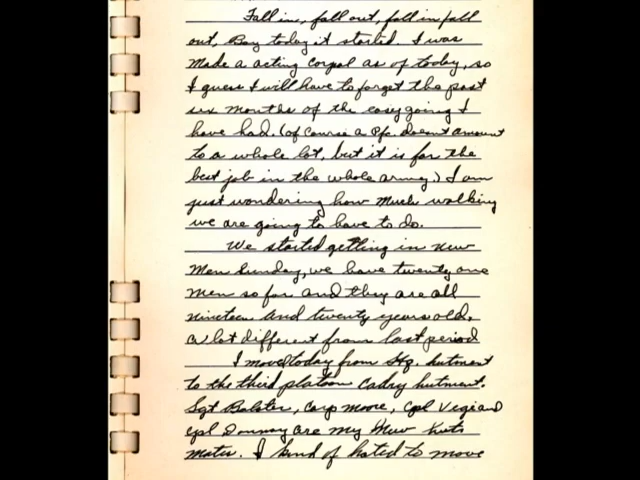 Fall in, fall out, fall in fall
out, Boy today it started. I was
made a acting Corpal as of today, so
I guess I will have to forget the past
six months of the easy going I
have had. (of course a Pfc. doesnt amount
to a whole lot, but it is far the
best job in the whole army.) I am
just wondering how much walking
we are going to have to do.
We started getting in new
Men Sunday, we have twenty one
men so far and they are all
nineteen and twenty years old,
a lot different from last period
I moved today from Hq. hutment
to the third platoon Cadry hutment.
Sgt Corp Moore, Cpl
Cpl are my new huts
mates. I kind of hated to move